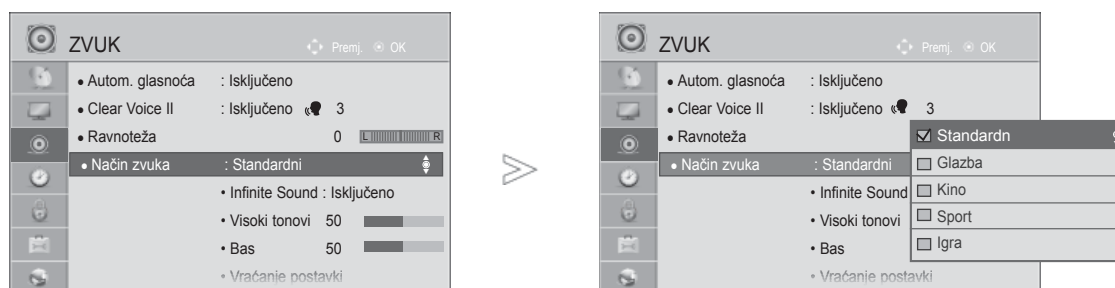 ZVUK
Premj. OK
• Autom. glasnoća : Isključeno
• Clear Voice II : Isključeno 3
• Ravnoteža 0 L R
• Način zvuka : Standardni
• Infinite Sound : Isključeno
• Visoki tonovi 50
• Bas 50
• Vraćanje postavki
ZVUK
Premj. OK
• Autom. glasnoća : Isključeno
• Clear Voice II : Isključeno 3
• Ravnoteža
• Način zvuka : Standardni
• Infinite Sound
• Visoki tonovi
• Bas
• Vraćanje postavki
Standardn
Glazba
Kino
Sport
Igra